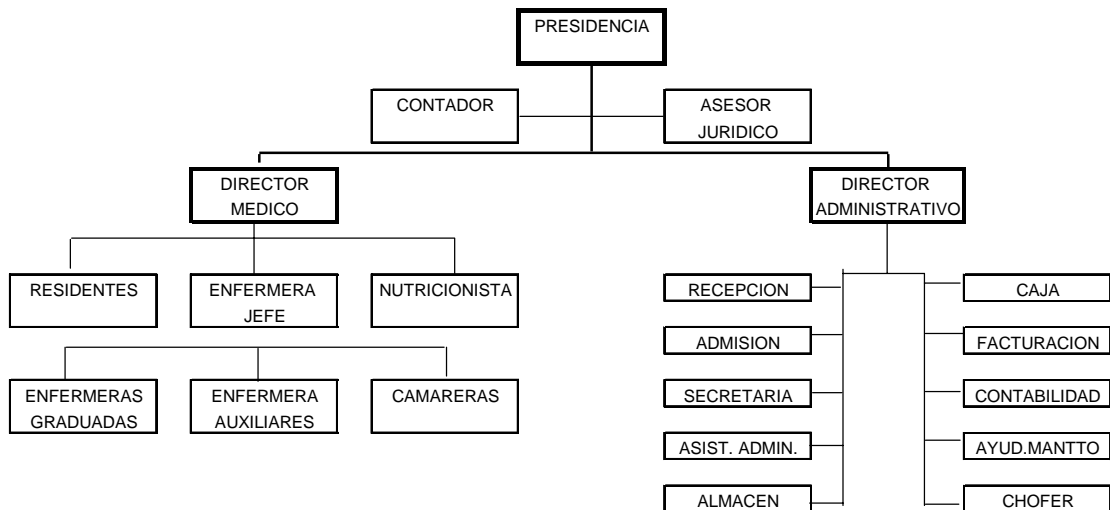 PRESIDENCIA
CONTADOR
ASESOR
JURIDICO
DIRECTOR
MEDICO
DIRECTOR
ADMINISTRATIVO
RESIDENTES
ENFERMERA
JEFE
NUTRICIONISTA
ENFERMERAS
GRADUADAS
ENFERMERA
AUXILIARES
CAMARERAS
RECEPCION
CAJA
ADMISION
FACTURACION
SECRETARIA
CONTABILIDAD
ASIST. ADMIN.
AYUD.MANTTO
ALMACEN
CHOFER